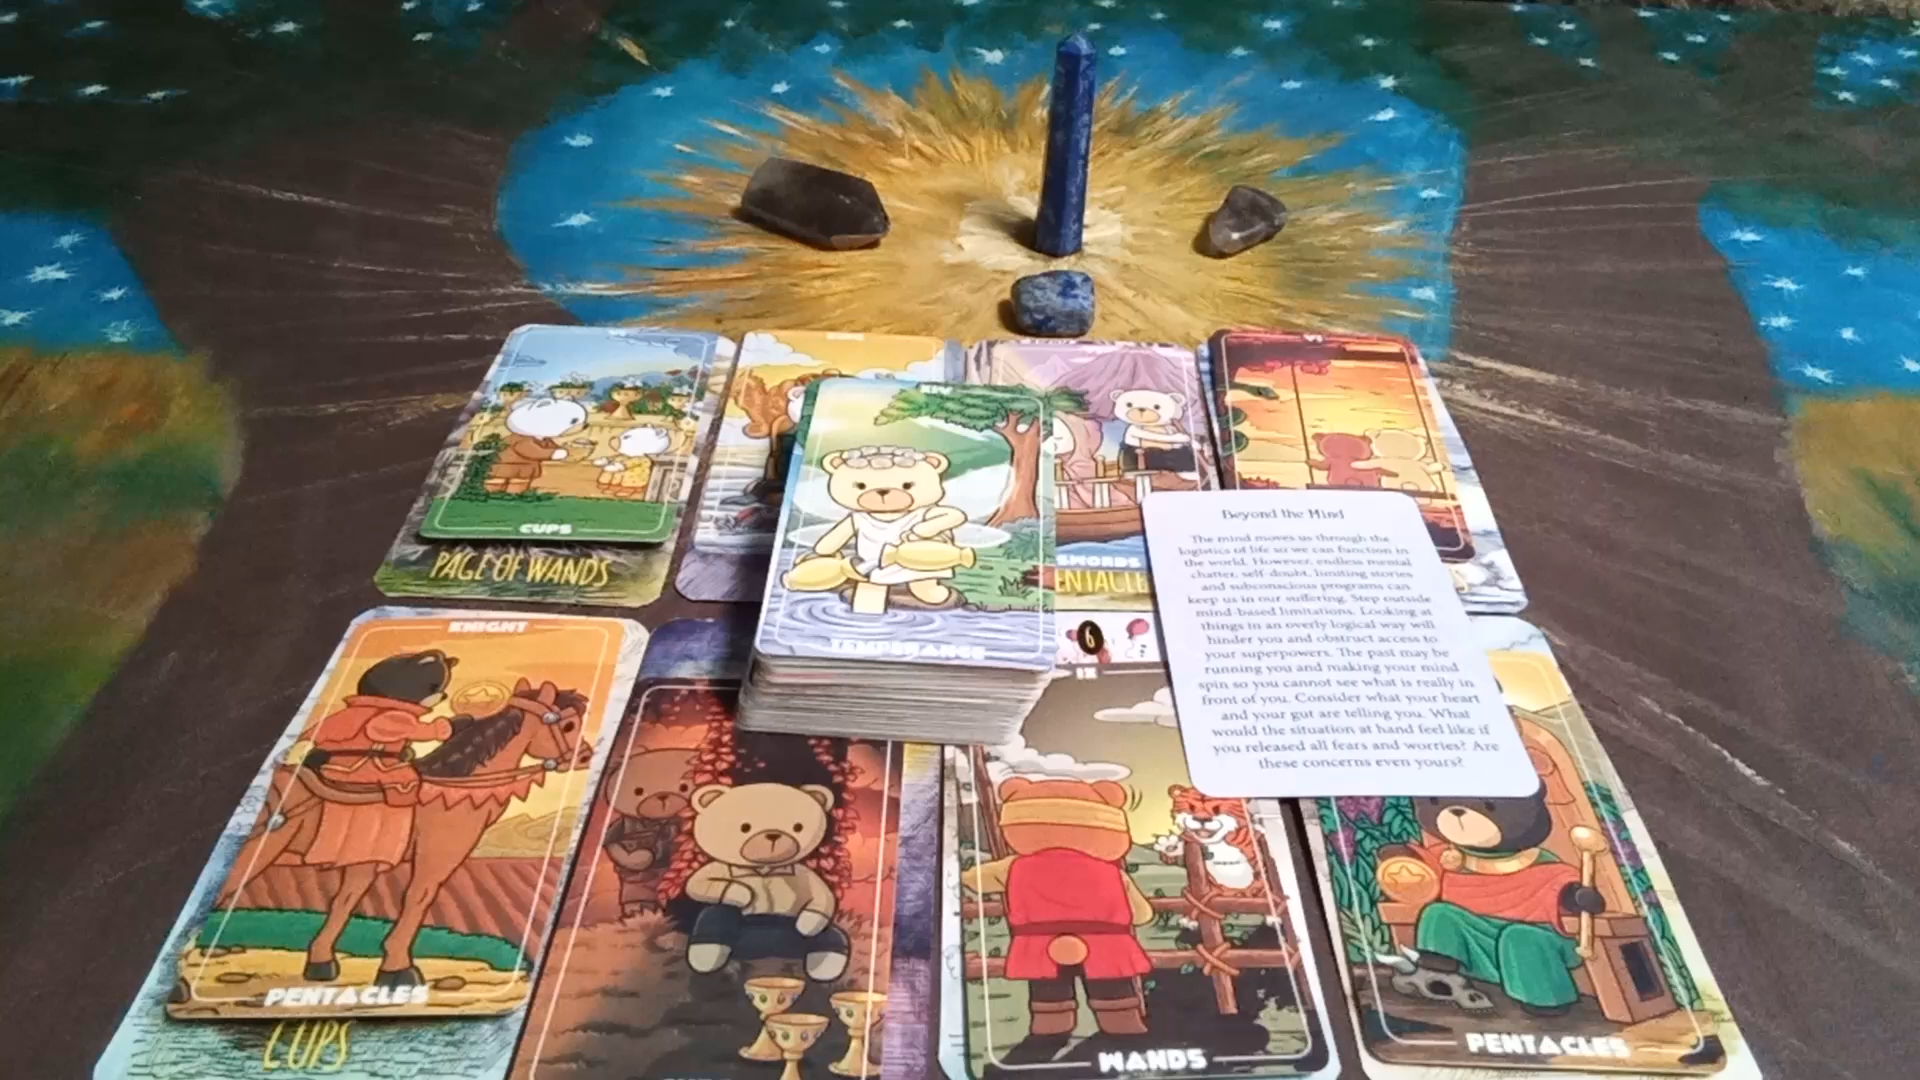 VI
CUPS
PAGE OF WANDS
XIV
TEMPERANCE
SWORDS
ENTACLE
6
IX
Beyond the Mind
The mind moves us through the
logistics of life so we can function in
the world. However, endless mental
chatter, self-doubt, limiting stories
and subconscious programs can
keep us in our suffering. Step outside
mind-based limitations. Looking at
things in an overly logical way will
hinder you and obstruct access to
your superpowers. The past may be
running you and making your mind
spin so you cannot see what is really in
front of you. Consider what your heart
and your gut are telling you. What
would the situation at hand feel like if
you released all fears and worries? Are
these concerns even yours?
KNIGHT
PENTACLES
CUPS
WANDS
PENTACLES